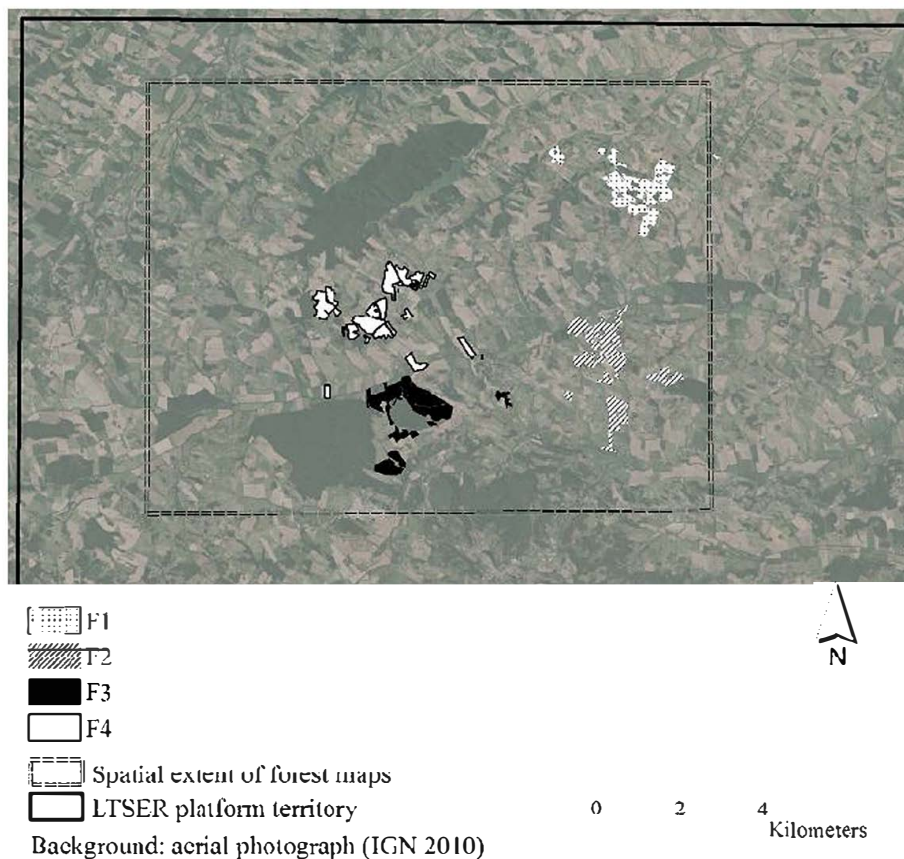 F1
F2
F3
F4
Spatial extent of forest maps
LTSER platform territory
Background: aerial photograph (IGN 2010)
N
0 2 4
Kilometers